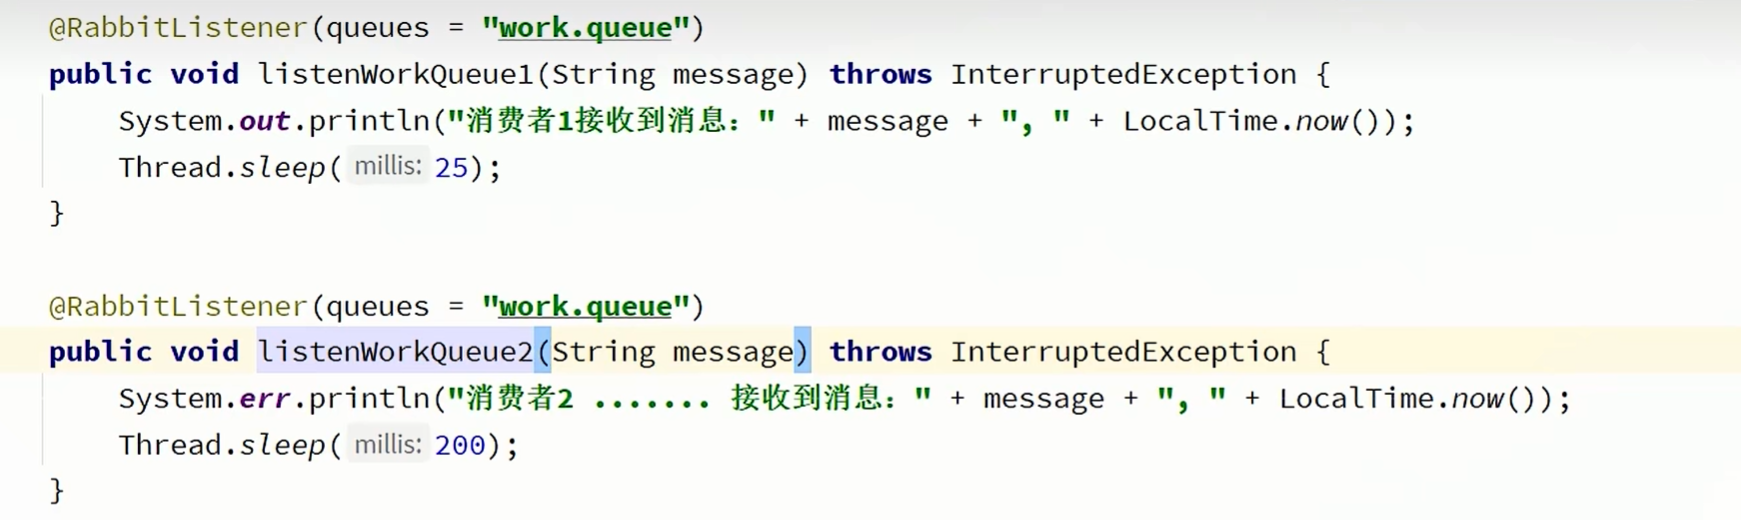 @RabbitListener(queues = "work.queue")
public void listenWorkQueue1(String message) throws InterruptedException {
System.out.println("消费者1接收到消息：" + message + ", " + LocalTime.now());
Thread.sleep( millis: 25);
}
@RabbitListener(queues = "work.queue")
public void listenWorkQueue2(String message) throws InterruptedException {
System.err.println("消费者2 ....... 接收到消息：" + message + ", " + LocalTime.now());
Thread.sleep( millis: 200);
}